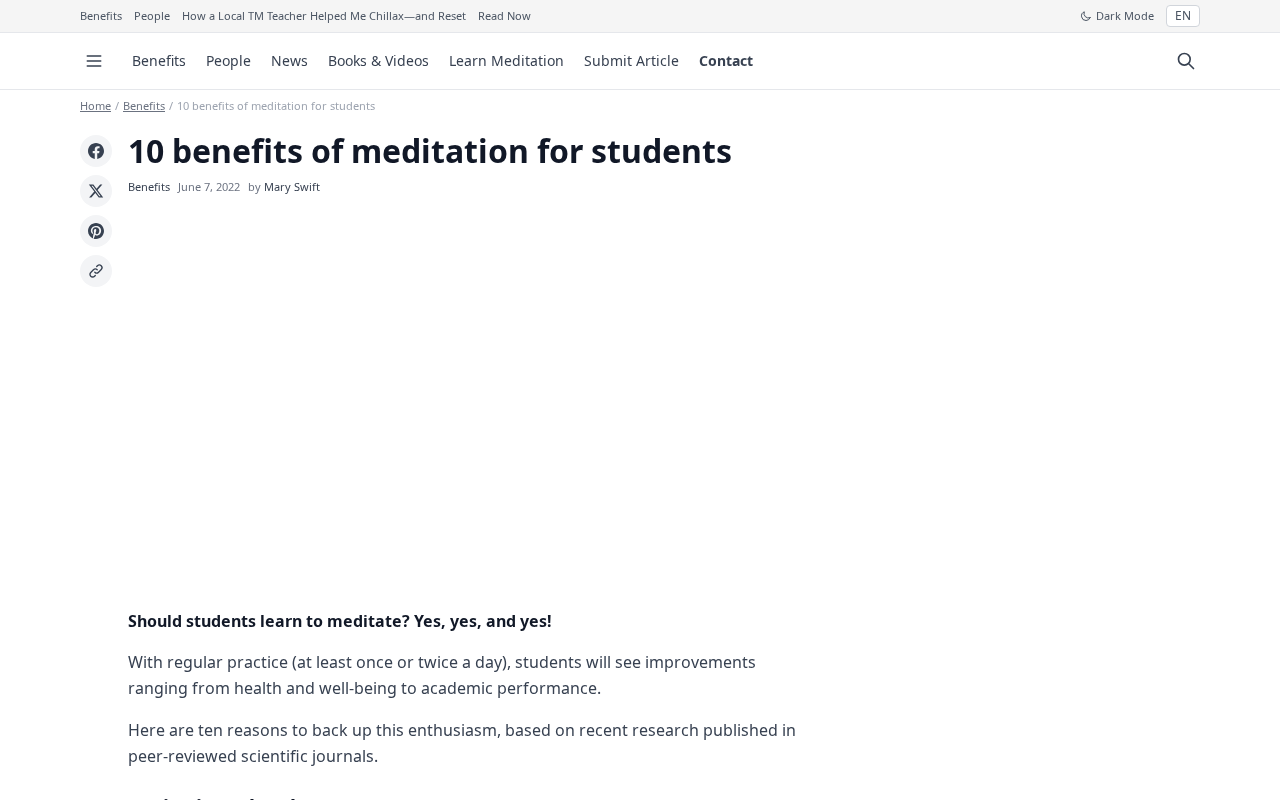 Benefits People How a Local TM Teacher Helped Me Chillax—and Reset Read Now Dark Mode EN
Benefits People News Books & Videos Learn Meditation Submit Article Contact
Home / Benefits / 10 benefits of meditation for students
10 benefits of meditation for students
Benefits June 7, 2022 by Mary Swift
Should students learn to meditate? Yes, yes, and yes!
With regular practice (at least once or twice a day), students will see improvements
ranging from health and well-being to academic performance.
Here are ten reasons to back up this enthusiasm, based on recent research published in
peer-reviewed scientific journals.